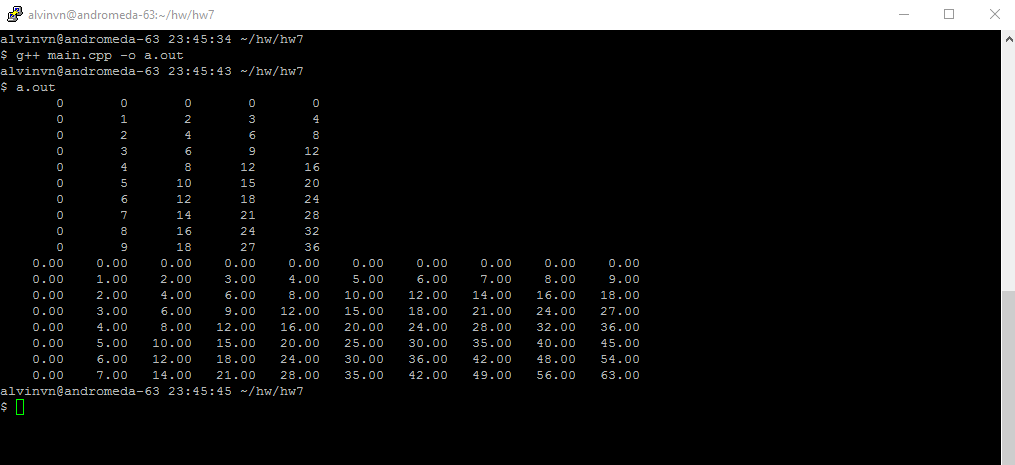 alvinvn@andromeda-63:~/hw/hw7
alvinvn@andromeda-63 23:45:34 ~/hw/hw7
$ g++ main.cpp -o a.out
alvinvn@andromeda-63 23:45:43 ~/hw/hw7
$ a.out
       0       0       0       0       0
       0       1       2       3       4
       0       2       4       6       8
       0       3       6       9      12
       0       4       8      12      16
       0       5      10      15      20
       0       6      12      18      24
       0       7      14      21      28
       0       8      16      24      32
       0       9      18      27      36
    0.00    0.00    0.00    0.00    0.00    0.00    0.00    0.00    0.00    0.00
    0.00    1.00    2.00    3.00    4.00    5.00    6.00    7.00    8.00    9.00
    0.00    2.00    4.00    6.00    8.00   10.00   12.00   14.00   16.00   18.00
    0.00    3.00    6.00    9.00   12.00   15.00   18.00   21.00   24.00   27.00
    0.00    4.00    8.00   12.00   16.00   20.00   24.00   28.00   32.00   36.00
    0.00    5.00   10.00   15.00   20.00   25.00   30.00   35.00   40.00   45.00
    0.00    6.00   12.00   18.00   24.00   30.00   36.00   42.00   48.00   54.00
    0.00    7.00   14.00   21.00   28.00   35.00   42.00   49.00   56.00   63.00
alvinvn@andromeda-63 23:45:45 ~/hw/hw7
$